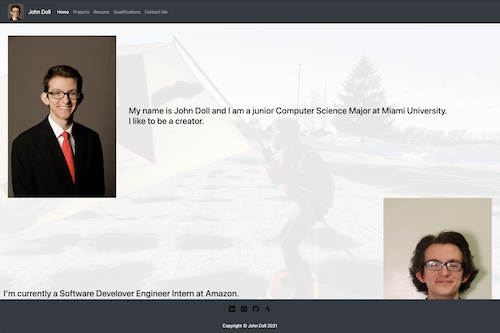 John Doll Home Projects Resume Qualifications Contact Me
My name is John Doll and I am a junior Computer Science Major at Miami University.
I like to be a creator.
I'm currently a Software Develover Engineer Intern at Amazon.
Copyright © John Doll 2021